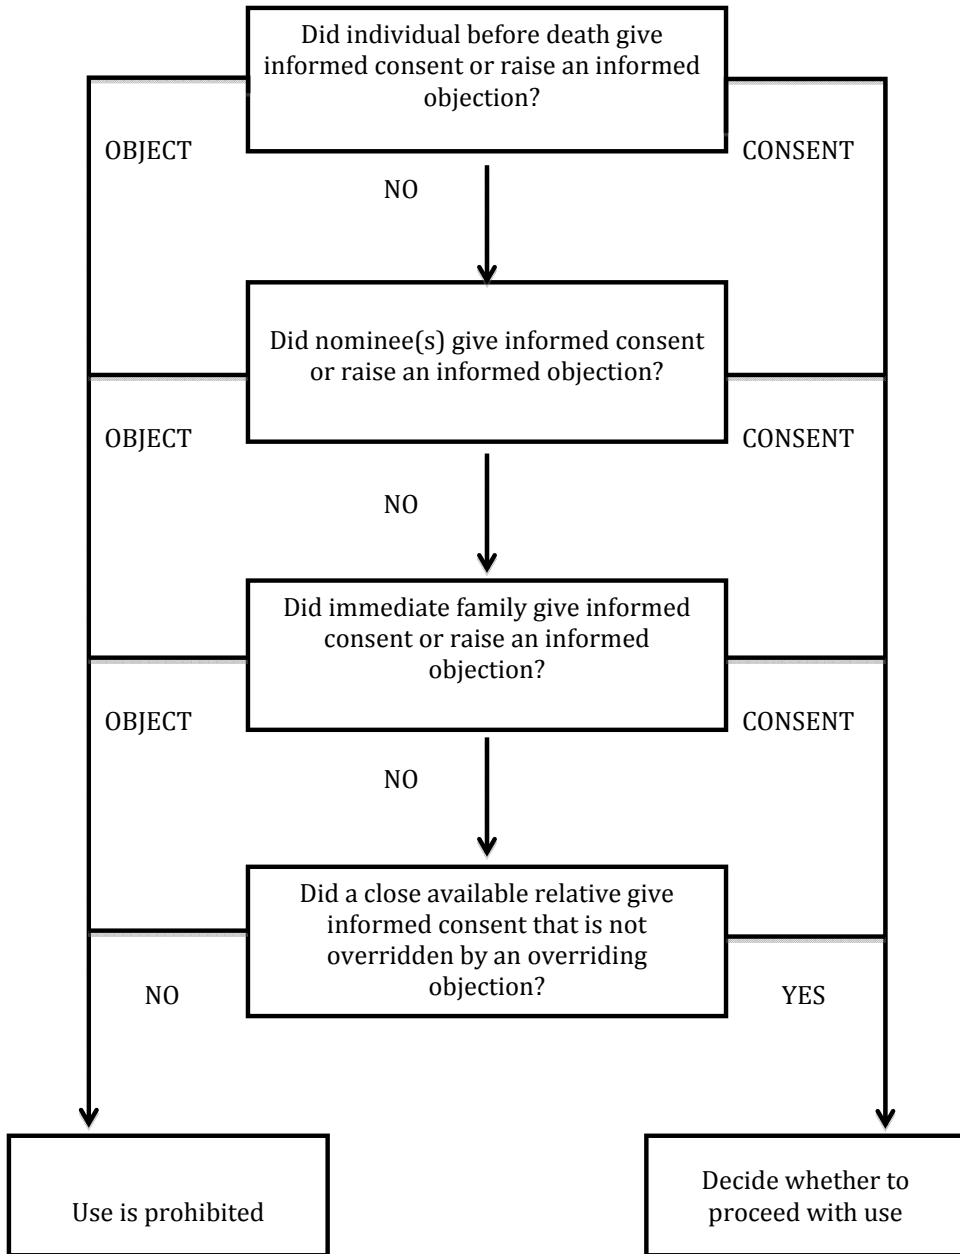 Did individual before death give
informed consent or raise an informed
objection?
OBJECT
CONSENT
NO
Did nominee(s) give informed consent
or raise an informed objection?
OBJECT
CONSENT
NO
Did immediate family give informed
consent or raise an informed
objection?
OBJECT
CONSENT
NO
Did a close available relative give
informed consent that is not
overridden by an overriding
objection?
NO
YES
Use is prohibited
Decide whether to
proceed with use